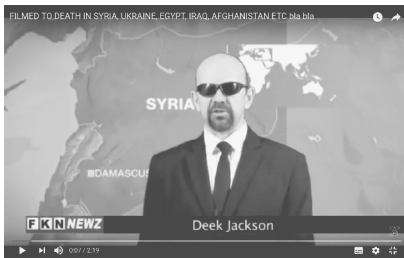 FILMED TO DEATH IN SYRIA, UKRAINE, EGYPT, IRAQ, AFGHANISTAN ETC bla bla
SYRIA
DAMASCUS
FKN NEWZ
Deek Jackson
0:07 / 2:19